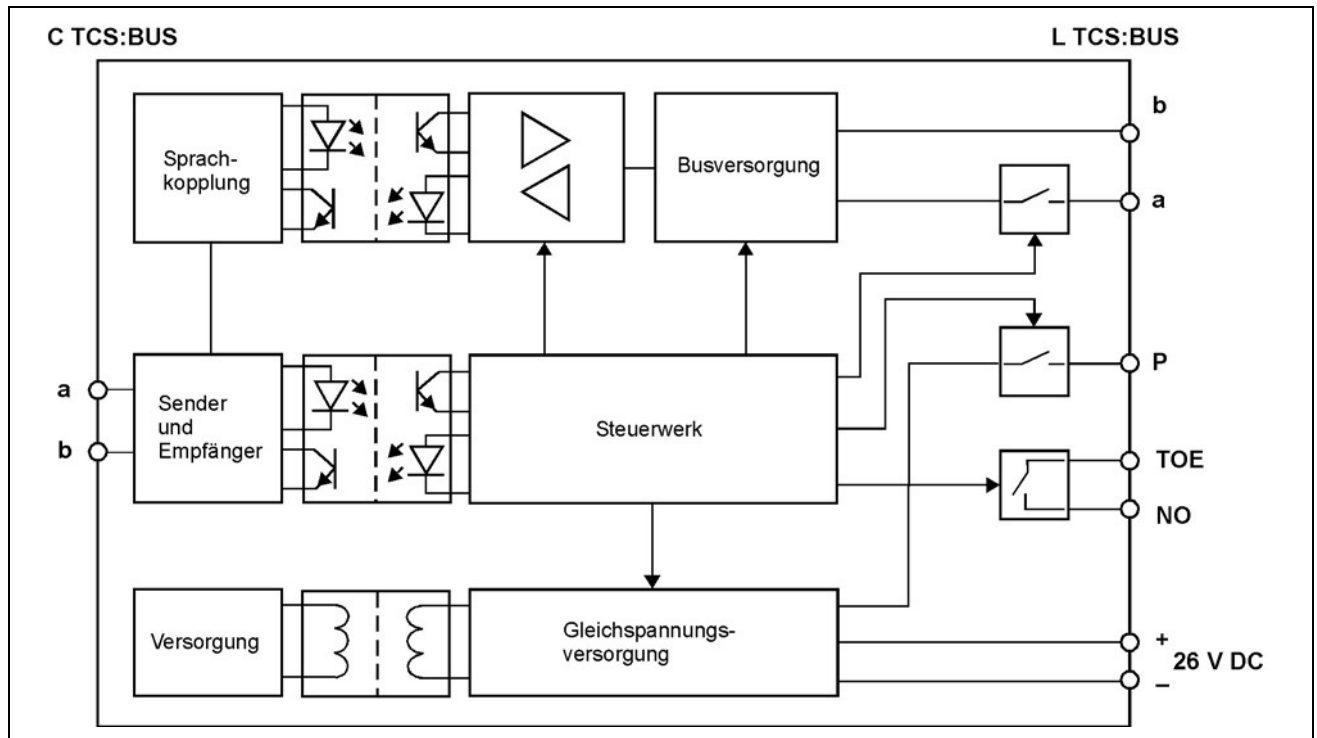 C TCS:BUS
L TCS:BUS
Sprach-
kopplung
Busversorgung
b
a
a
b
Sender
und
Empfänger
Steuerwerk
P
TOE
NO
Versorgung
Gleichspannungs-
versorgung
+
26 V DC
–